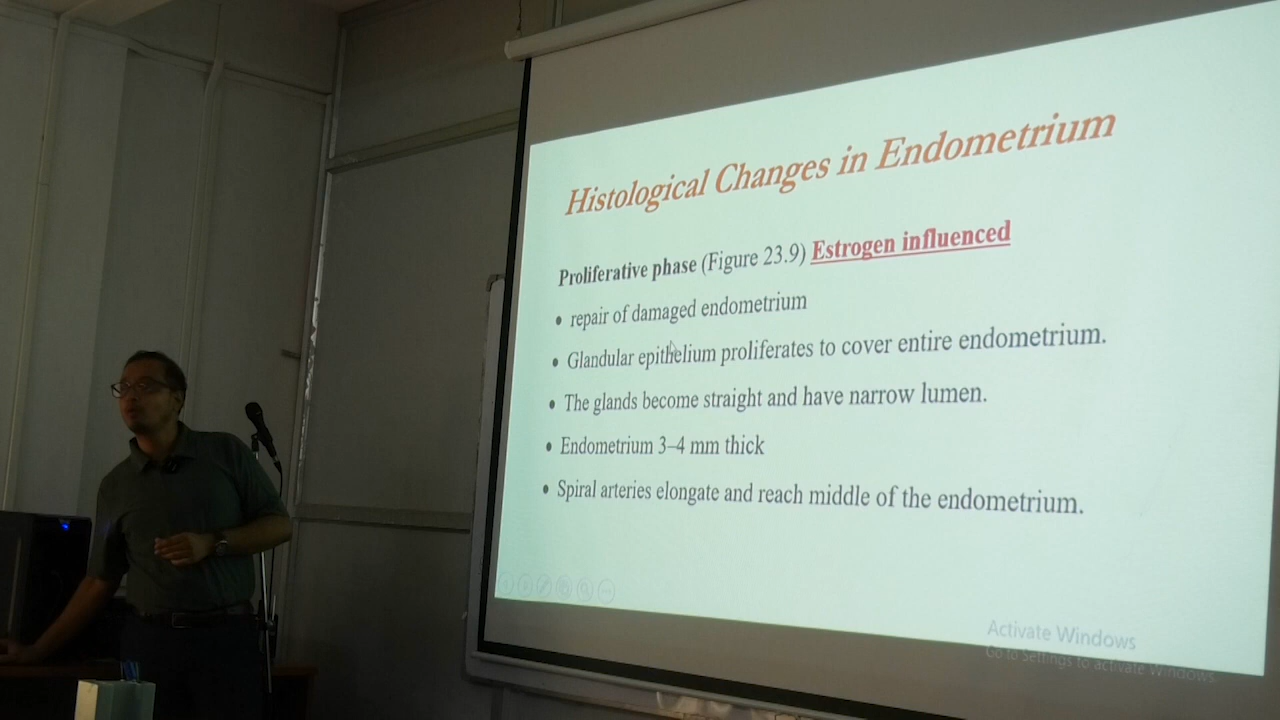 Histological Changes in Endometrium
Proliferative phase (Figure 23.9) Estrogen influenced
• repair of damaged endometrium
• Glandular epithelium proliferates to cover entire endometrium.
• The glands become straight and have narrow lumen.
• Endometrium 3–4 mm thick
• Spiral arteries elongate and reach middle of the endometrium.
Activate Windows
Go to Settings to activate Windows.